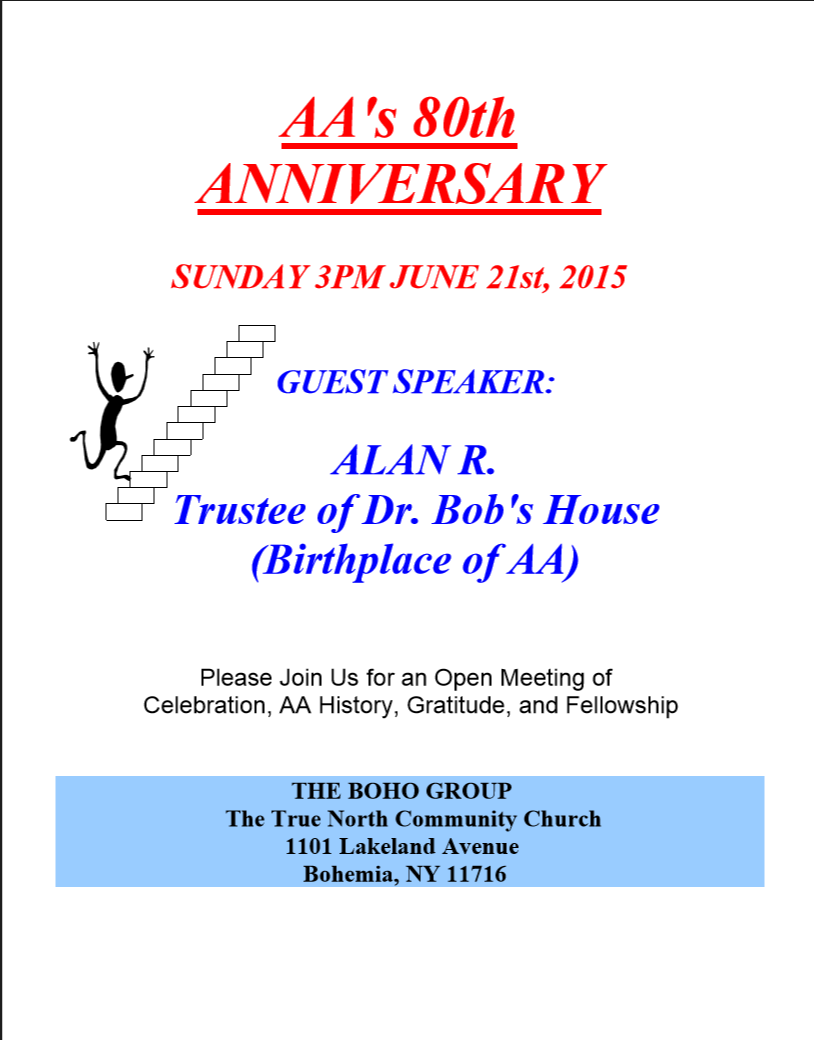 AA's 80th
ANNIVERSARY
SUNDAY 3PM JUNE 21st, 2015
GUEST SPEAKER:
ALAN R.
Trustee of Dr. Bob's House
(Birthplace of AA)
Please Join Us for an Open Meeting of
Celebration, AA History, Gratitude, and Fellowship
THE BOHO GROUP
The True North Community Church
1101 Lakeland Avenue
Bohemia, NY 11716